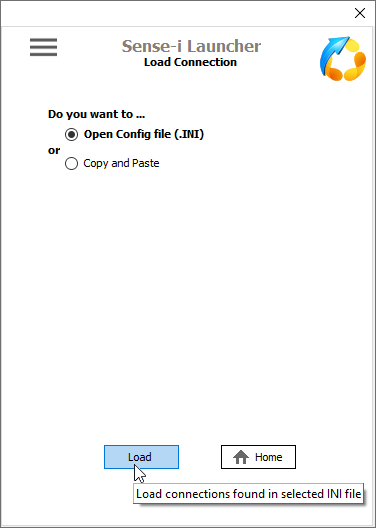 Sense-i Launcher
Load Connection
Do you want to ...
Open Config file (.INI)
or
Copy and Paste
Load
Home
Load connections found in selected INI file